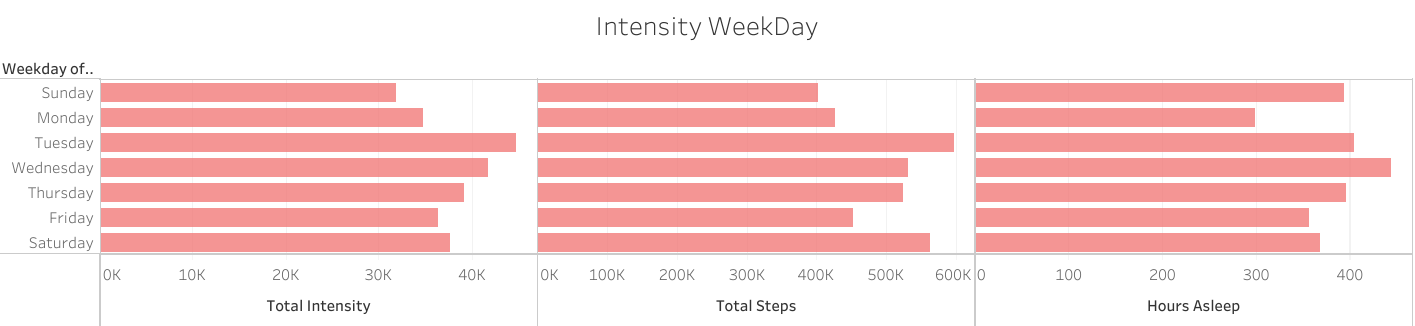 Intensity WeekDay
Weekday of..
Sunday
Monday
Tuesday
Wednesday
Thursday
Friday
Saturday
0K 10K 20K 30K 40K 0K 100K 200K 300K 400K 500K 600K 0 100 200 300 400
Total Intensity Total Steps Hours Asleep